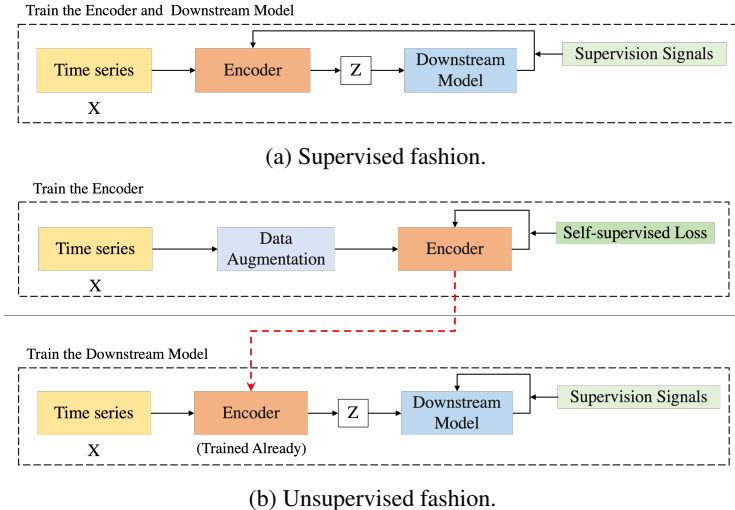 Train the Encoder and Downstream Model
Time series
Encoder
Z
Downstream
Model
Supervision Signals
X
(a) Supervised fashion.
Train the Encoder
Time series
Data
Augmentation
Encoder
Self-supervised Loss
X
Train the Downstream Model
Time series
Encoder
Z
Downstream
Model
Supervision Signals
X
(Trained Already)
(b) Unsupervised fashion.